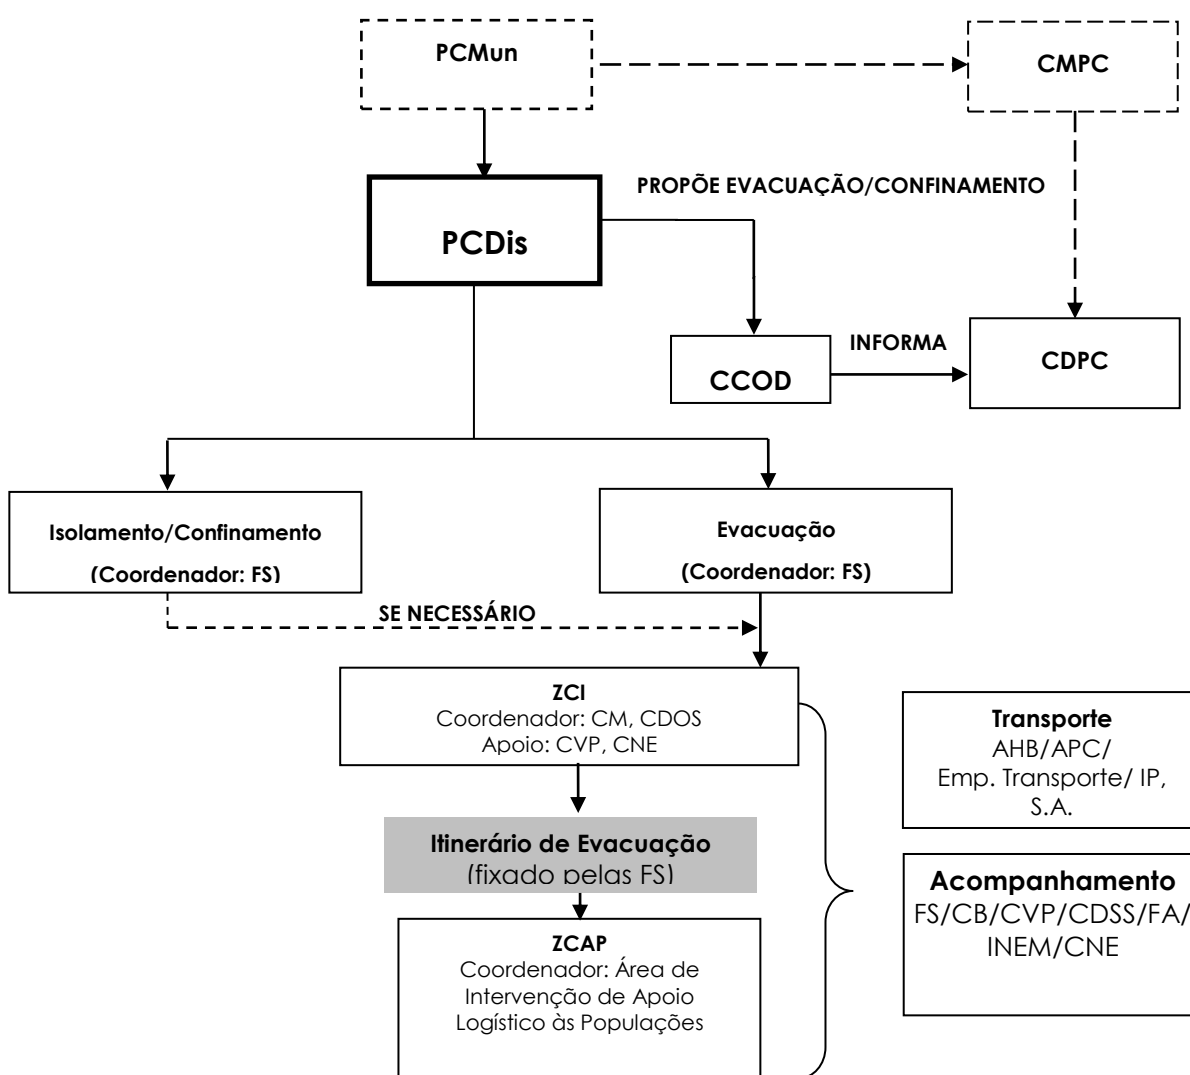 PCMun
CMPC
PROPÕE EVACUAÇÃO/CONFINAMENTO
PCDis
INFORMA
CCOD
CDPC
Isolamento/Confinamento
(Coordenador: FS)
Evacuação
(Coordenador: FS)
SE NECESSÁRIO
ZCI
Coordenador: CM, CDOS
Apoio: CVP, CNE
Transporte
AHB/APC/
Emp. Transporte/ IP,
S.A.
Itinerário de Evacuação
(fixado pelas FS)
Acompanhamento
FS/CB/CVP/CDSS/FA/
INEM/CNE
ZCAP
Coordenador: Área de
Intervenção de Apoio
Logístico às Populações